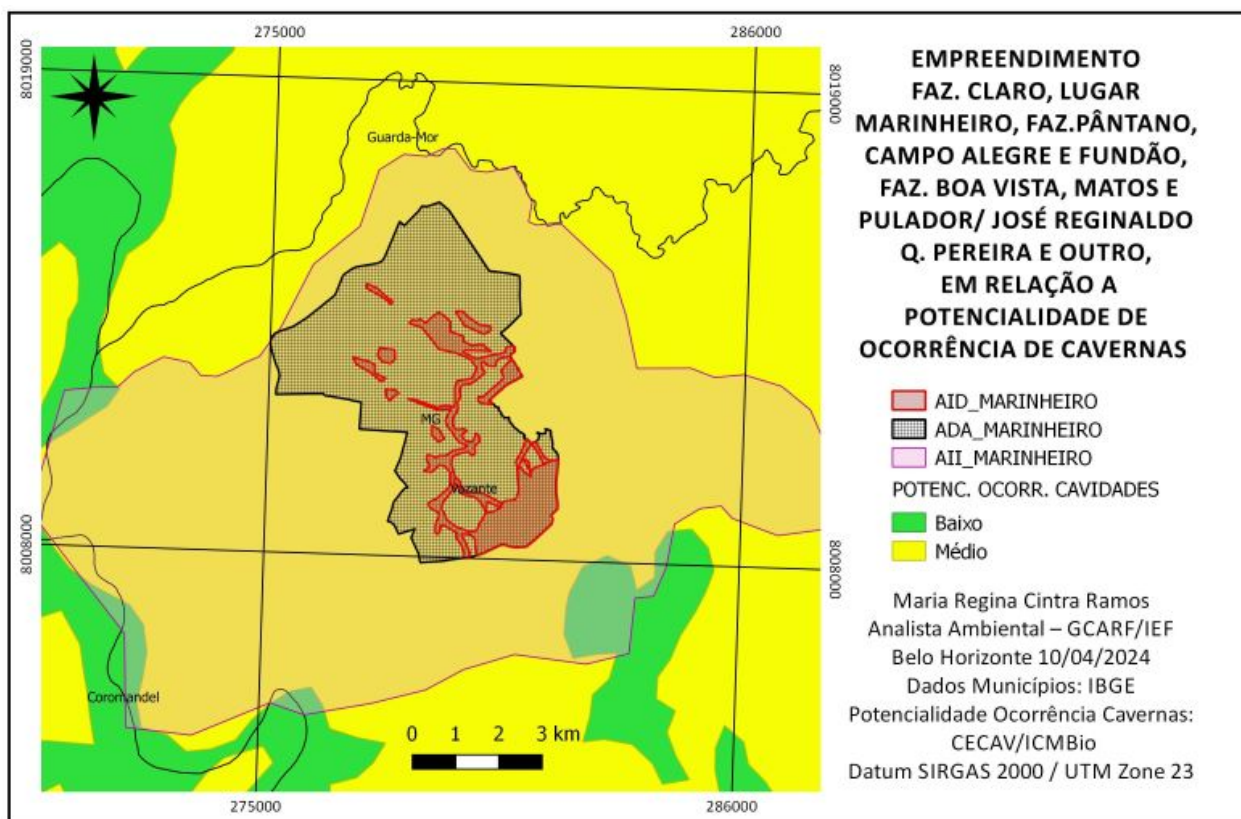 275000
286000
8019000
8019000
Guarda-Mor
MG
Vazante
8008000
8008000
Coromandel
0 1 2 3 km
275000
286000
EMPREENDIMENTO
FAZ. CLARO, LUGAR
MARINHEIRO, FAZ.PÂNTANO,
CAMPO ALEGRE E FUNDÃO,
FAZ. BOA VISTA, MATOS E
PULADOR/ JOSÉ REGINALDO
Q. PEREIRA E OUTRO,
EM RELAÇÃO A
POTENCIALIDADE DE
OCORRÊNCIA DE CAVERNAS
AID_MARINHEIRO
ADA_MARINHEIRO
AII_MARINHEIRO
POTENC. OCORR. CAVIDADES
Baixo
Médio
Maria Regina Cintra Ramos
Analista Ambiental – GCARF/IEF
Belo Horizonte 10/04/2024
Dados Municípios: IBGE
Potencialidade Ocorrência Cavernas:
CECAV/ICMBio
Datum SIRGAS 2000 / UTM Zone 23